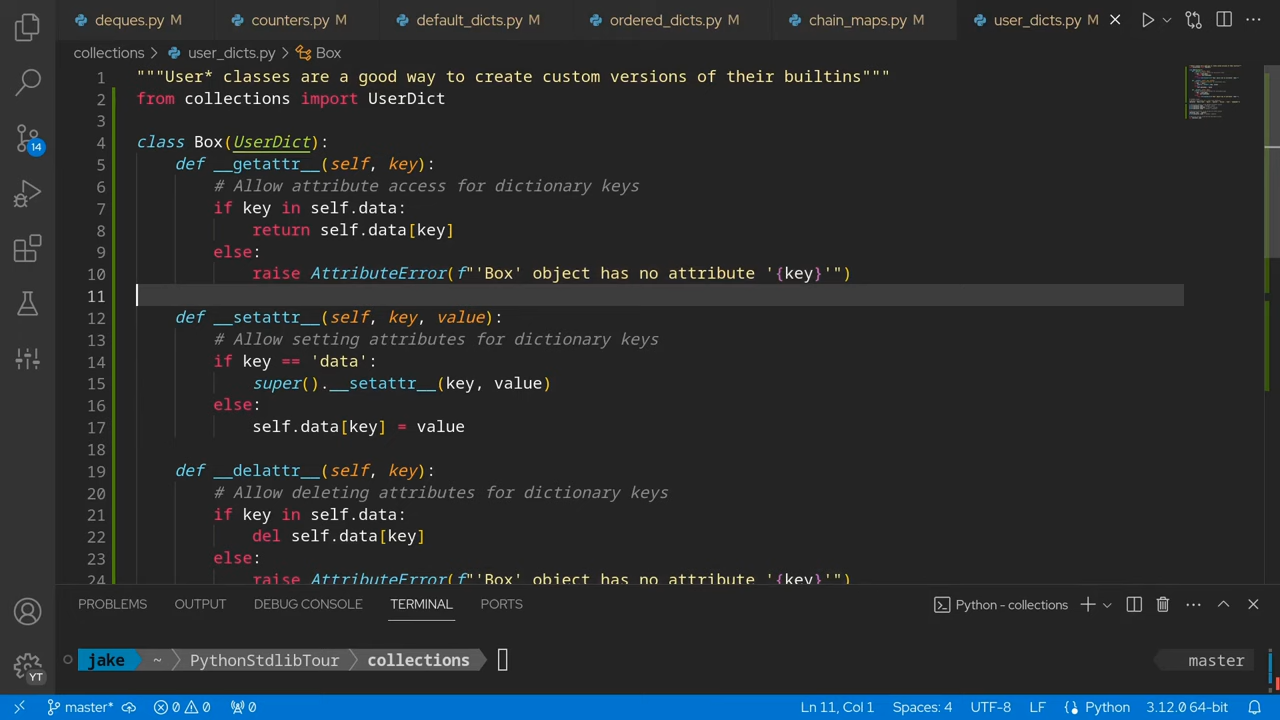 deques.py M counters.py M default_dicts.py M ordered_dicts.py M chain_maps.py M user_dicts.py M
collections > user_dicts.py > Box
1 """User* classes are a good way to create custom versions of their builtins"""
2 from collections import UserDict
3
4 class Box(UserDict):
5 def __getattr__(self, key):
6 # Allow attribute access for dictionary keys
7 if key in self.data:
8 return self.data[key]
9 else:
10 raise AttributeError(f"'Box' object has no attribute '{key}'")
11
12 def __setattr__(self, key, value):
13 # Allow setting attributes for dictionary keys
14 if key == 'data':
15 super().__setattr__(key, value)
16 else:
17 self.data[key] = value
18
19 def __delattr__(self, key):
20 # Allow deleting attributes for dictionary keys
21 if key in self.data:
22 del self.data[key]
23 else:
24 raise AttributeError(f"'Box' object has no attribute '{key}'")
14
YT
PROBLEMS OUTPUT DEBUG CONSOLE TERMINAL PORTS Python - collections
jake ~ PythonStdlibTour collections master
master* 0 0 0 Ln 11, Col 1 Spaces: 4 UTF-8 LF Python 3.12.0 64-bit